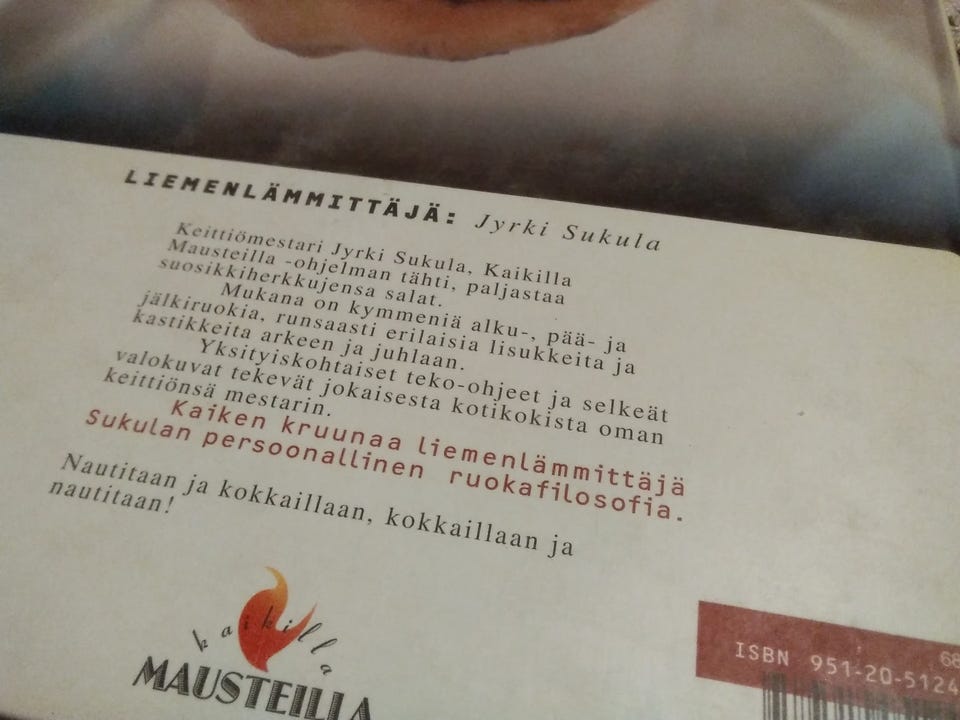 LIEMENLÄMMITTÄJÄ: Jyrki Sukula
Keittiömestari Jyrki Sukula, Kaikilla
Mausteilla -ohjelman tähti, paljastaa
suosikkiherkkujensa salat.
Mukana on kymmeniä alku-, pää- ja
jälkiruokia, runsaasti erilaisia lisukkeita ja
kastikkeita arkeen ja juhlaan.
Yksityiskohtaiset teko-ohjeet ja selkeät
valokuvat tekevät jokaisesta kotikokista oman
keittiönsä mestarin.
Kaiken kruunaa liemenlämmittäjä
Sukulan persoonallinen ruokafilosofia.
Nautitaan ja kokkaillaan, kokkaillaan ja
nautitaan!
kaikilla
MAUSTEILLA
68
ISBN 951-20-5124